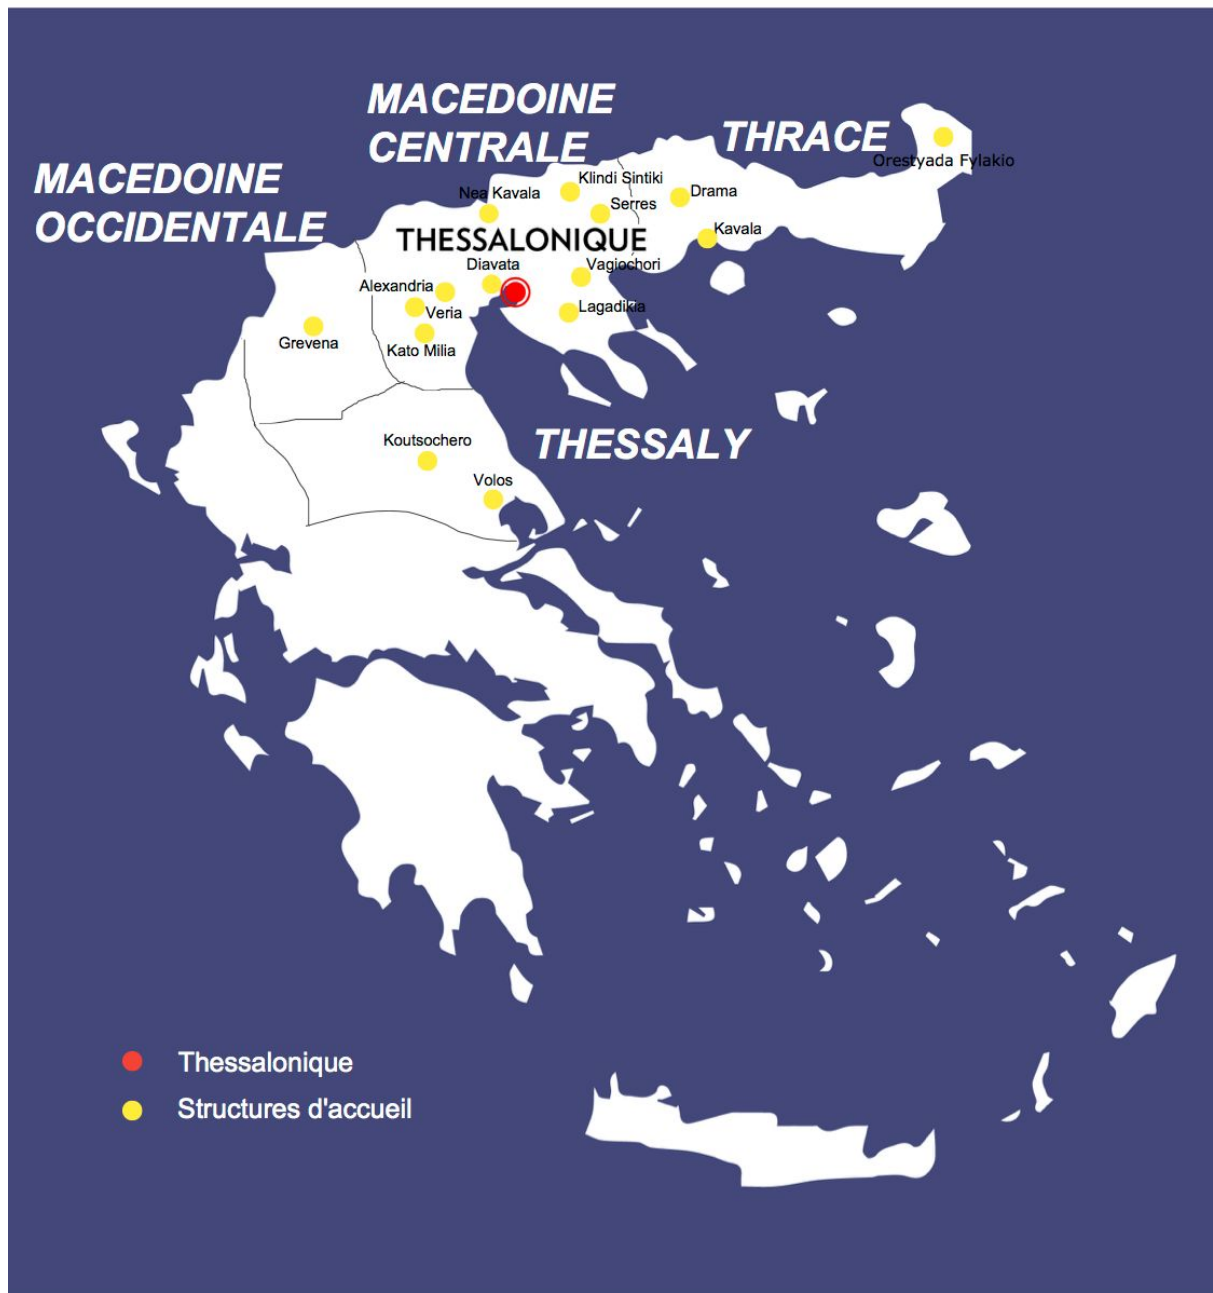 MACEDOINE
CENTRALE
THRACE
Orestyada Fylakio
MACEDOINE
OCCIDENTALE
Klindi Sintiki
Nea Kavala
Drama
Serres
Kavala
THESSALONIQUE
Diavata
Vagiochori
Alexandria
Lagadikia
Veria
Grevena
Kato Milia
Koutsochero
THESSALY
Volos
Thessalonique
Structures d'accueil